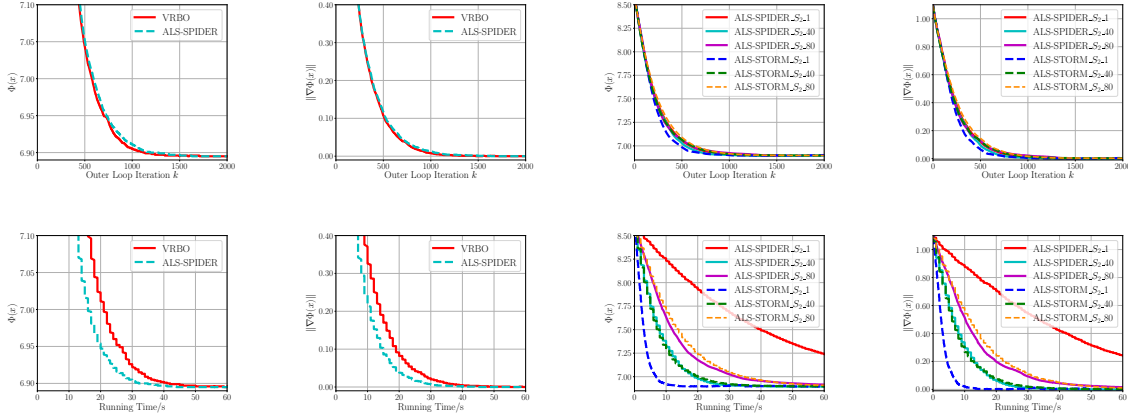 7.10
7.05
7.00
6.95
6.90
Φ(x)
VRBO
ALS-SPIDER
0 500 1000 1500 2000
Outer Loop Iteration k
0.40
0.30
0.20
0.10
0.00
||∇Φ(x)||
VRBO
ALS-SPIDER
0 500 1000 1500 2000
Outer Loop Iteration k
8.50
8.25
8.00
7.75
7.50
7.25
7.00
Φ(x)
ALS-SPIDER_S₂_1
ALS-SPIDER_S₂_40
ALS-SPIDER_S₂_80
ALS-STORM_S₂_1
ALS-STORM_S₂_40
ALS-STORM_S₂_80
0 500 1000 1500 2000
Outer Loop Iteration k
1.00
0.80
0.60
0.40
0.20
0.00
||∇Φ(x)||
ALS-SPIDER_S₂_1
ALS-SPIDER_S₂_40
ALS-SPIDER_S₂_80
ALS-STORM_S₂_1
ALS-STORM_S₂_40
ALS-STORM_S₂_80
0 500 1000 1500 2000
Outer Loop Iteration k
7.10
7.05
7.00
6.95
6.90
Φ(x)
VRBO
ALS-SPIDER
0 10 20 30 40 50 60
Running Time/s
0.40
0.30
0.20
0.10
0.00
||∇Φ(x)||
VRBO
ALS-SPIDER
0 10 20 30 40 50 60
Running Time/s
8.50
8.25
8.00
7.75
7.50
7.25
7.00
Φ(x)
ALS-SPIDER_S₂_1
ALS-SPIDER_S₂_40
ALS-SPIDER_S₂_80
ALS-STORM_S₂_1
ALS-STORM_S₂_40
ALS-STORM_S₂_80
0 10 20 30 40 50 60
Running Time/s
1.00
0.80
0.60
0.40
0.20
0.00
||∇Φ(x)||
ALS-SPIDER_S₂_1
ALS-SPIDER_S₂_40
ALS-SPIDER_S₂_80
ALS-STORM_S₂_1
ALS-STORM_S₂_40
ALS-STORM_S₂_80
0 10 20 30 40 50 60
Running Time/s